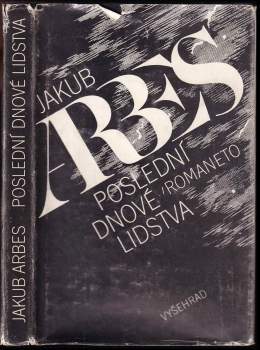 JAKUB ARBES POSLEDNÍ DNOVÉ LIDSTVA
JAKUB
ARBES
POSLEDNÍ
DNOVÉ /ROMANETO
LIDSTVA
VYŠEHRAD